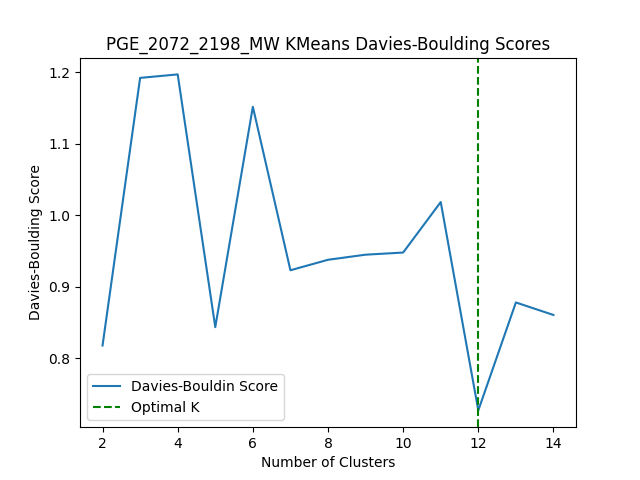 PGE_2072_2198_MW KMeans Davies-Boulding Scores
Davies-Boulding Score
1.2
1.1
1.0
0.9
0.8
Davies-Bouldin Score
Optimal K
2 4 6 8 10 12 14
Number of Clusters